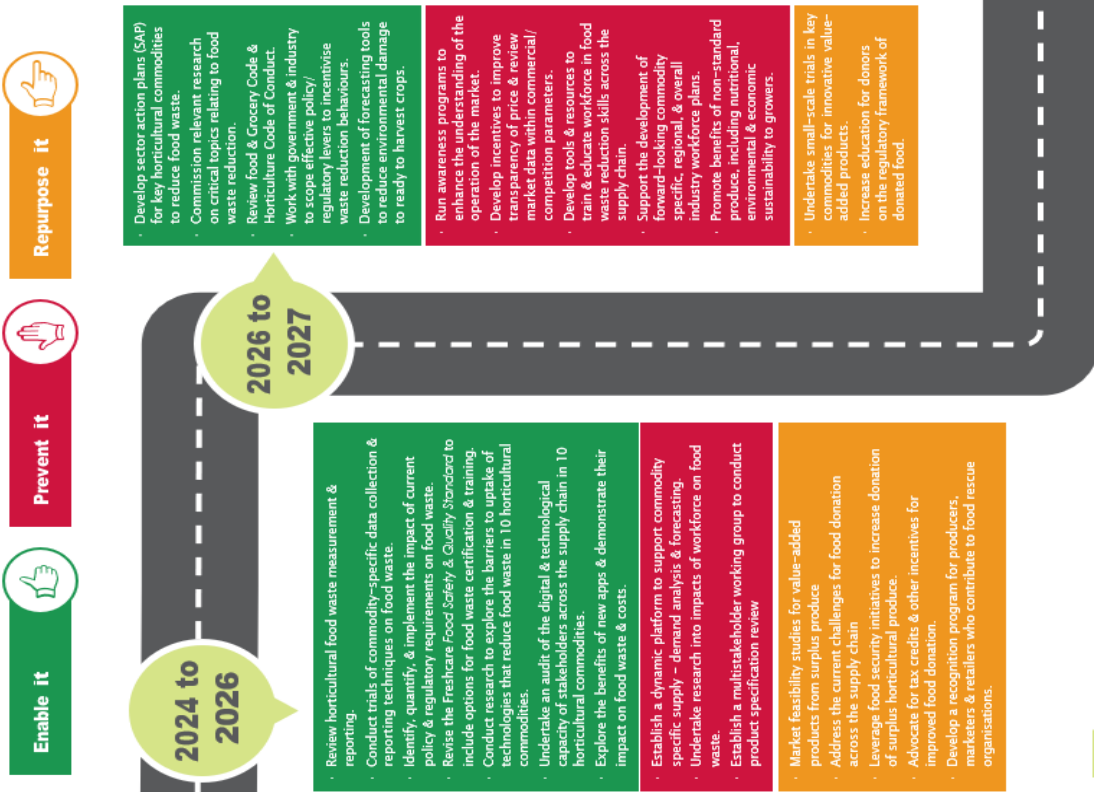 Enable it
Prevent it
Repurpose it
2024 to
2026
· Review horticultural food waste measurement &
reporting.
· Conduct trials of commodity-specific data collection &
reporting techniques on food waste.
· Identify, quantify, & implement the impact of current
policy & regulatory requirements on food waste.
· Revise the Freshcare Food Safety & Quality Standard to
include options for food waste certification & training.
· Conduct research to explore the barriers to uptake of
technologies that reduce food waste in 10 horticultural
commodities.
· Undertake an audit of the digital & technological
capacity of stakeholders across the supply chain in 10
horticultural commodities.
· Explore the benefits of new apps & demonstrate their
impact on food waste & costs.
· Establish a dynamic platform to support commodity
specific supply - demand analysis & forecasting.
· Undertake research into impacts of workforce on food
waste.
· Establish a multistakeholder working group to conduct
product specification review
· Market feasibility studies for value-added
products from surplus produce
· Address the current challenges for food donation
across the supply chain
· Leverage food security initiatives to increase donation
of surplus horticultural produce.
· Advocate for tax credits & other incentives for
improved food donation.
· Develop a recognition program for producers,
marketers & retailers who contribute to food rescue
organisations.
2026 to
2027
· Develop sector action plans (SAP)
for key horticultural commodities
to reduce food waste.
· Commission relevant research
on critical topics relating to food
waste reduction.
· Review food & Grocery Code &
Horticulture Code of Conduct.
· Work with government & industry
to scope effective policy/
regulatory levers to incentivise
waste reduction behaviours.
· Development of forecasting tools
to reduce environmental damage
to ready to harvest crops.
· Run awareness programs to
enhance the understanding of the
operation of the market.
· Develop incentives to improve
transparency of price & review
market data within commercial/
competition parameters.
· Develop tools & resources to
train & educate workforce in food
waste reduction skills across the
supply chain.
· Support the development of
forward-looking commodity
specific, regional, & overall
industry workforce plans.
· Promote benefits of non-standard
produce, including nutritional,
environmental & economic
sustainability to growers.
· Undertake small-scale trials in key
commodities for innovative value-
added products.
· Increase education for donors
on the regulatory framework of
donated food.